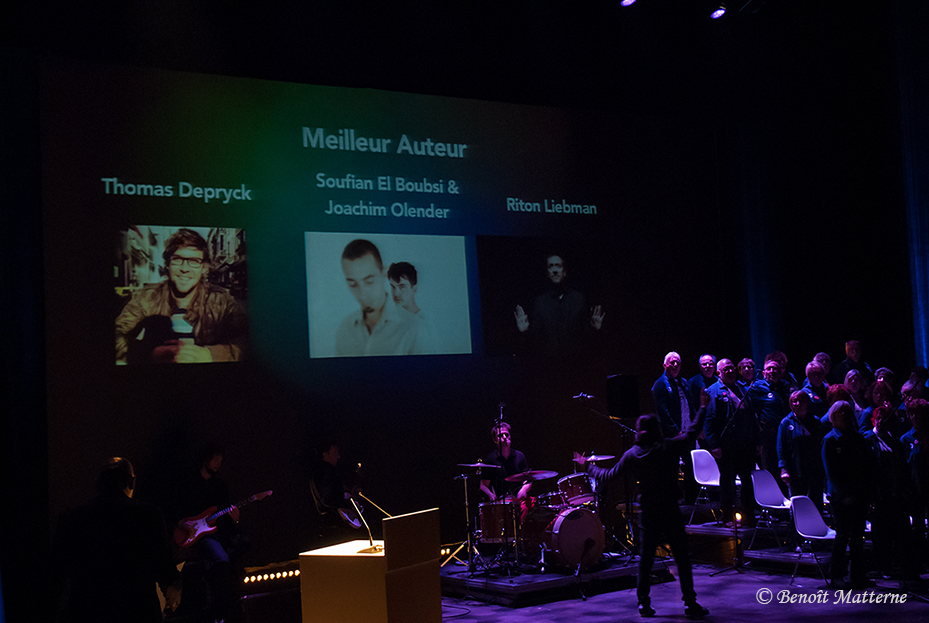 Meilleur Auteur
Thomas Depryck
Soufian El Boubsi &
Joachim Olender
Riton Liebman
© Benoît Matterne